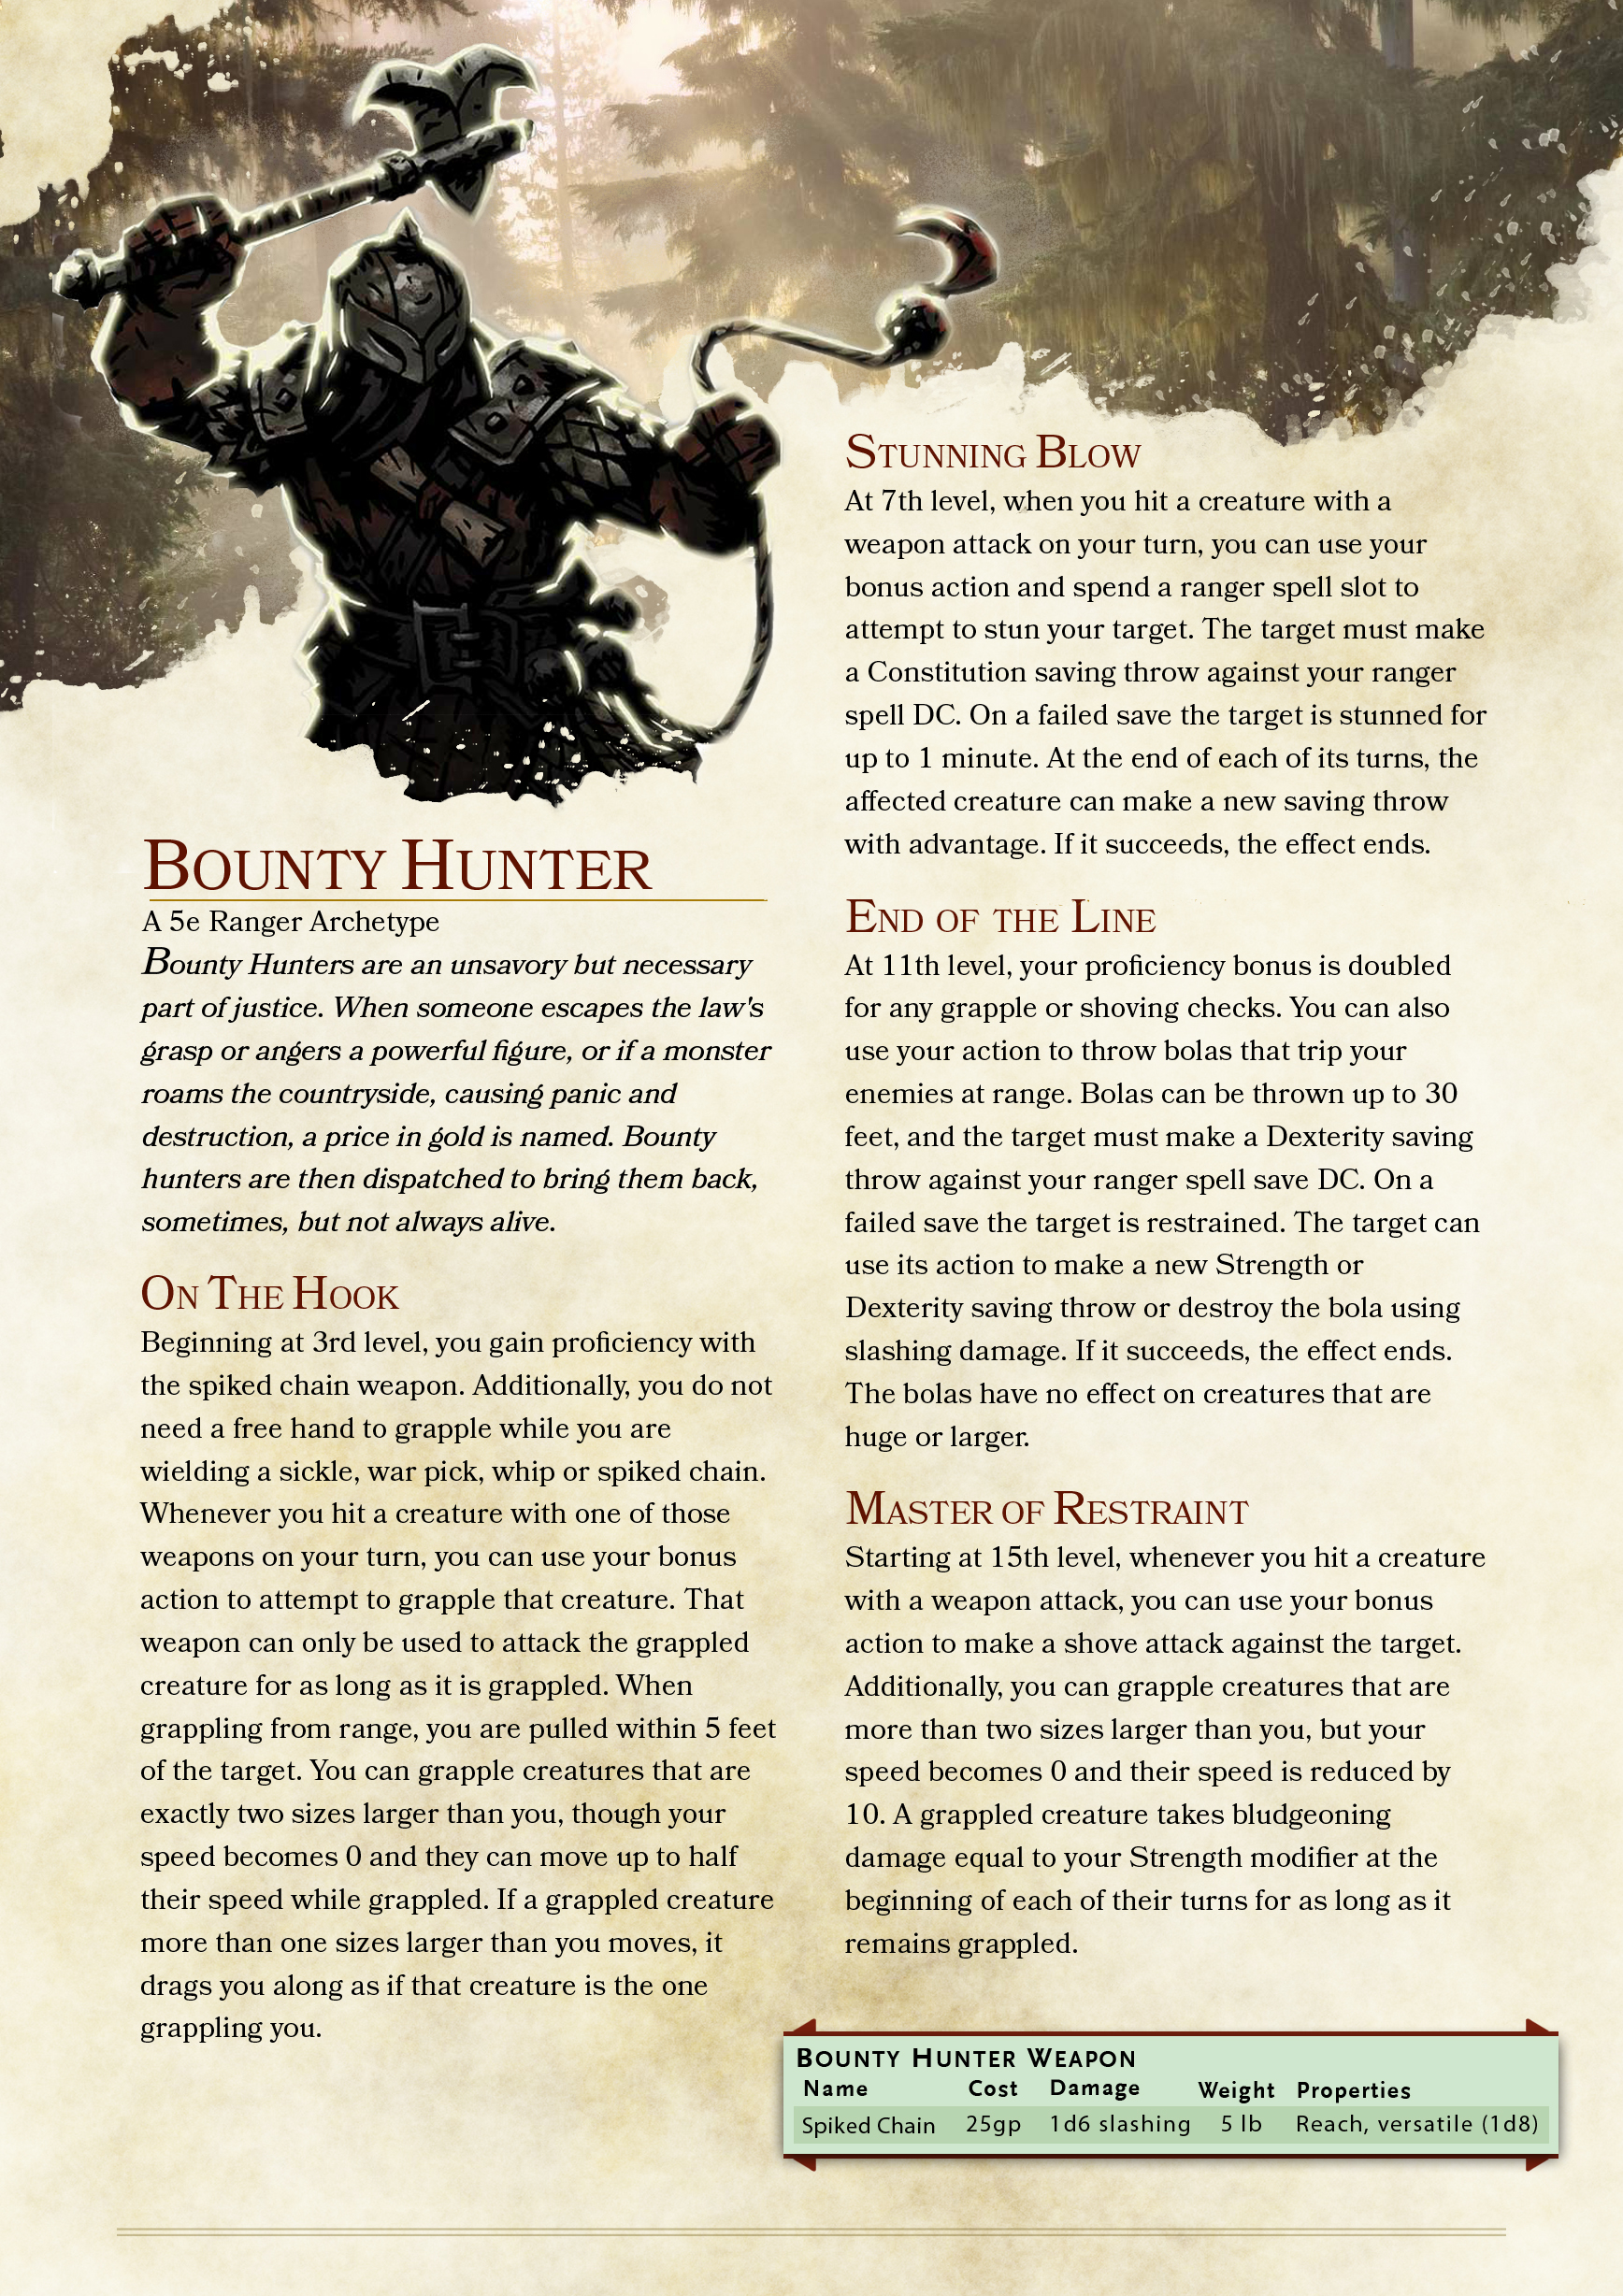 Bounty Hunter
A 5e Ranger Archetype
Bounty Hunters are an unsavory but necessary
part of justice. When someone escapes the law's
grasp or angers a powerful figure, or if a monster
roams the countryside, causing panic and
destruction, a price in gold is named. Bounty
hunters are then dispatched to bring them back,
sometimes, but not always alive.
On The Hook
Beginning at 3rd level, you gain proficiency with
the spiked chain weapon. Additionally, you do not
need a free hand to grapple while you are
wielding a sickle, war pick, whip or spiked chain.
Whenever you hit a creature with one of those
weapons on your turn, you can use your bonus
action to attempt to grapple that creature. That
weapon can only be used to attack the grappled
creature for as long as it is grappled. When
grappling from range, you are pulled within 5 feet
of the target. You can grapple creatures that are
exactly two sizes larger than you, though your
speed becomes 0 and they can move up to half
their speed while grappled. If a grappled creature
more than one sizes larger than you moves, it
drags you along as if that creature is the one
grappling you.
Stunning Blow
At 7th level, when you hit a creature with a
weapon attack on your turn, you can use your
bonus action and spend a ranger spell slot to
attempt to stun your target. The target must make
a Constitution saving throw against your ranger
spell DC. On a failed save the target is stunned for
up to 1 minute. At the end of each of its turns, the
affected creature can make a new saving throw
with advantage. If it succeeds, the effect ends.
End of the Line
At 11th level, your proficiency bonus is doubled
for any grapple or shoving checks. You can also
use your action to throw bolas that trip your
enemies at range. Bolas can be thrown up to 30
feet, and the target must make a Dexterity saving
throw against your ranger spell save DC. On a
failed save the target is restrained. The target can
use its action to make a new Strength or
Dexterity saving throw or destroy the bola using
slashing damage. If it succeeds, the effect ends.
The bolas have no effect on creatures that are
huge or larger.
Master of Restraint
Starting at 15th level, whenever you hit a creature
with a weapon attack, you can use your bonus
action to make a shove attack against the target.
Additionally, you can grapple creatures that are
more than two sizes larger than you, but your
speed becomes 0 and their speed is reduced by
10. A grappled creature takes bludgeoning
damage equal to your Strength modifier at the
beginning of each of their turns for as long as it
remains grappled.
Bounty Hunter Weapon
Name Cost Damage Weight Properties
Spiked Chain 25gp 1d6 slashing 5 lb Reach, versatile (1d8)